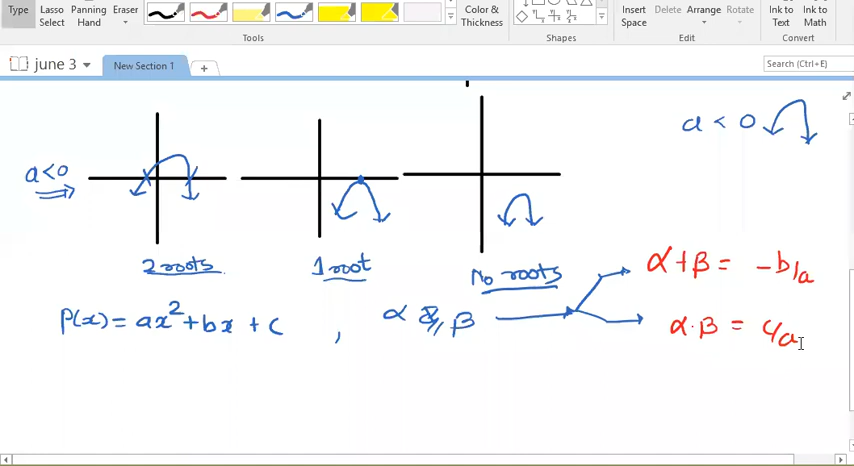 Type Lasso Select Panning Hand Eraser Color & Thickness Insert Space Delete Arrange Rotate Ink to Text Ink to Math
Tools Shapes Edit Convert
june 3 New Section 1 + Search (Ctrl+E)
a < 0
a<0
2 roots 1 root No roots
α+β = -b/a
P(x) = ax²+bx + c , α & β
α·β = c/a